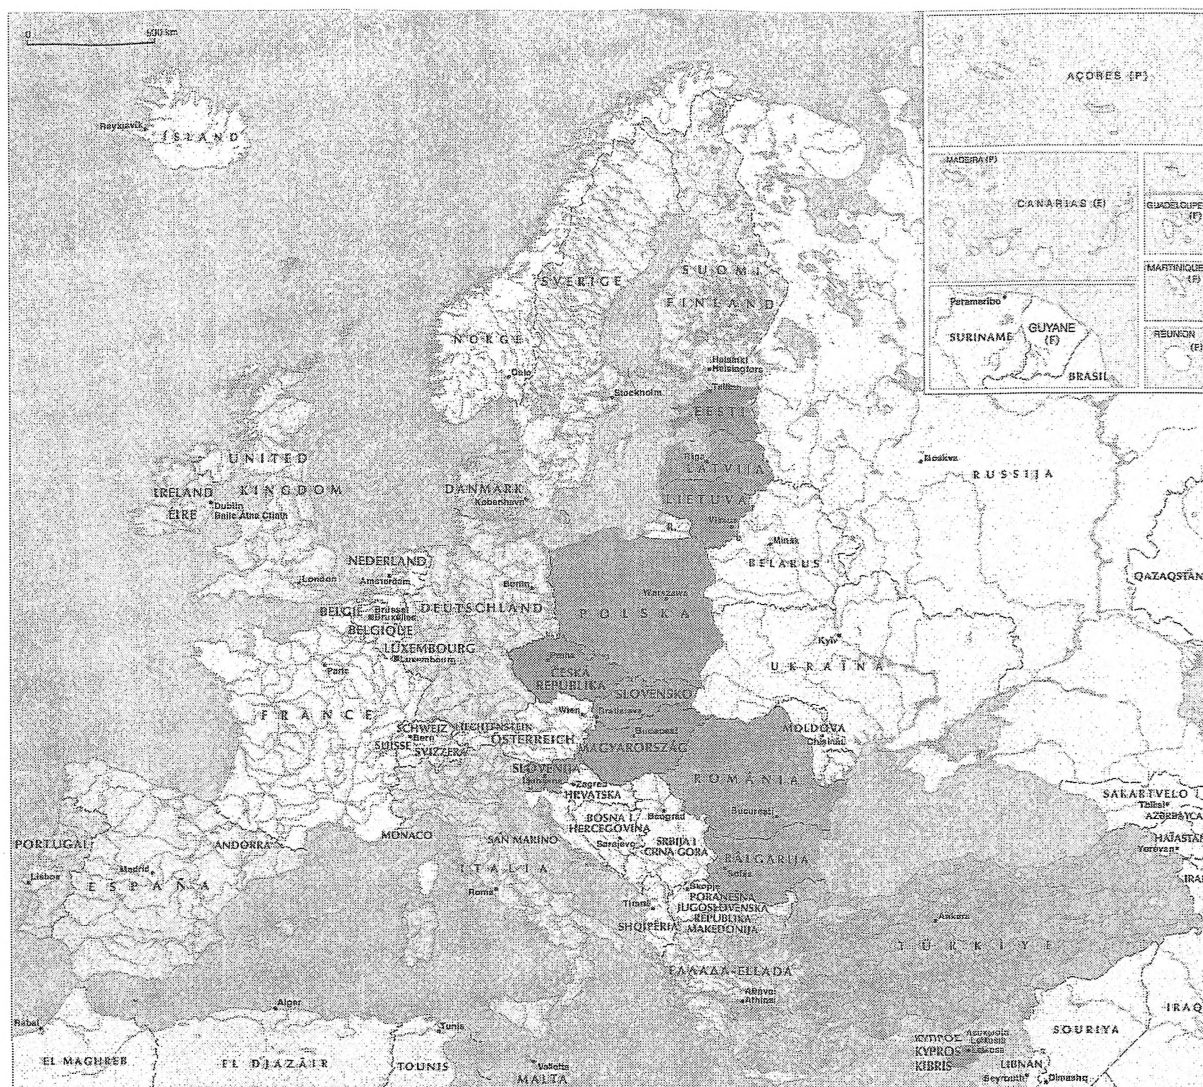 0 500 km
Reykjavík
ÍSLAND
AÇORES (P)
MADEIRA (P)
CANARIAS (E)
GUADELOUPE
(F)
MARTINIQUE
(F)
RÉUNION
(F)
Paramaribo
SURINAME
GUYANE
(F)
BRASIL
SVERIGE
SUOMI
FINLAND
NORGE
Oslo
Helsinki
Helsingfors
Stockholm
Tallinn
EESTI
Riga
LATVIJA
LIETUVA
Vilnius
R.
Moskva
RUSSIJA
UNITED
KINGDOM
IRELAND
ÉIRE
Dublin
Baile Átha Cliath
London
DANMARK
København
NEDERLAND
Amsterdam
Berlin
DEUTSCHLAND
BELGIË
Brussel
Bruxelles
BELGIQUE
LUXEMBOURG
Luxembourg
Minsk
BELARUS
Warszawa
POLSKA
QAZAQSTAN
Kyiv
UKRAÏNA
Praha
ČESKÁ
REPUBLIKA
SLOVENSKO
Paris
FRANCE
Wien
Bratislava
SCHWEIZ
Bern
SUISSE
SVIZZERA
LIECHTENSTEIN
ÖSTERREICH
Budapest
MAGYARORSZÁG
MOLDOVA
Chişinău
SLOVENIJA
Ljubljana
Zagreb
HRVATSKA
ROMÂNIA
Bucureşti
BOSNA I
HERCEGOVINA
Beograd
Sarajevo
SRBIJA I
CRNA GORA
SAKARTVELO
Tbilisi
HAIASTAN
Yerevan
MONACO
SAN MARINO
ANDORRA
PORTUGAL
Lisboa
Madrid
ESPAÑA
ITALIA
Roma
BĂLGARIJA
Sofija
Skopje
PORANESNA
JUGOSLOVENSKA
REPUBLIKA
MAKEDONIJA
Tiranë
SHQIPËRIA
Ankara
TÜRKİYE
ΕΛΛΑΔΑ-ELLADA
Athinai
Rabat
EL MAGHREB
Alger
EL DJAZÂIR
Tunis
TOUNIS
Valletta
MALTA
ΚΥΠΡΟΣ
KYPROS
KIBRIS
SOURIYA
IRAQ
LIBNAN
Beyrouth
Dimashq